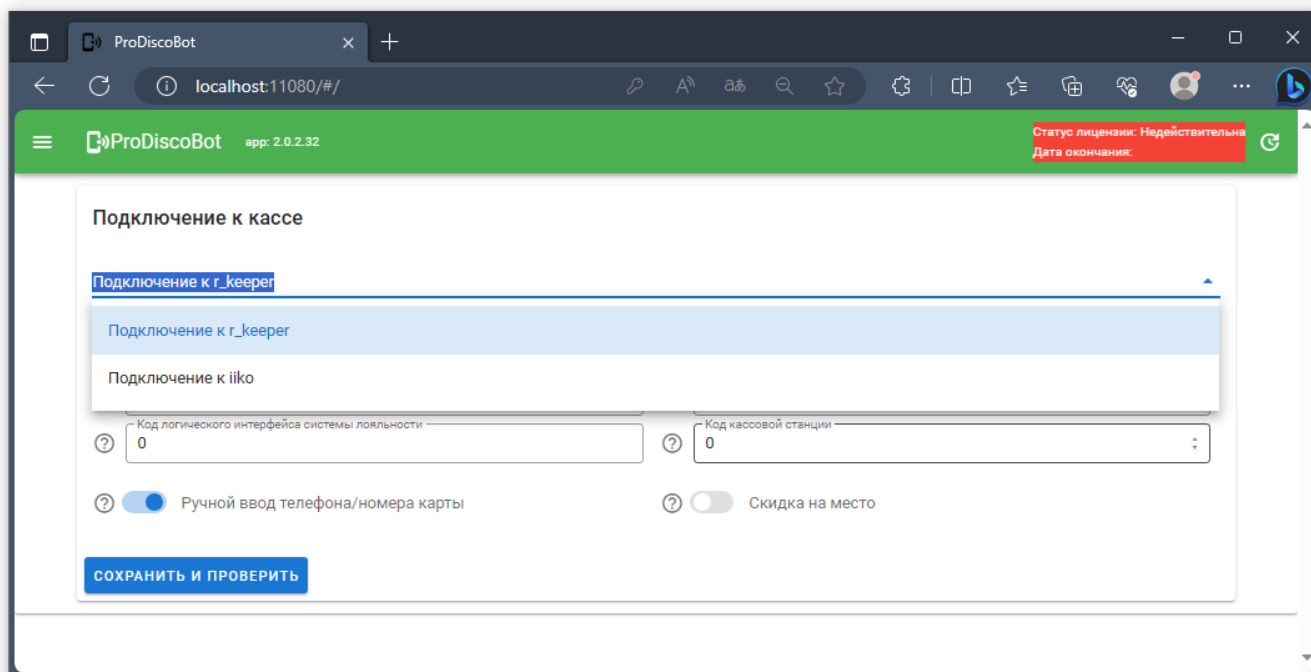 ProDiscoBot
localhost:11080/#/
ProDiscoBot app: 2.0.2.32
Статус лицензии: Недействительна
Дата окончания:
Подключение к кассе
Подключение к r_keeper
Подключение к r_keeper
Подключение к iiko
Код логического интерфейса системы лояльности
0
Код кассовой станции
0
Ручной ввод телефона/номера карты
Скидка на место
СОХРАНИТЬ И ПРОВЕРИТЬ